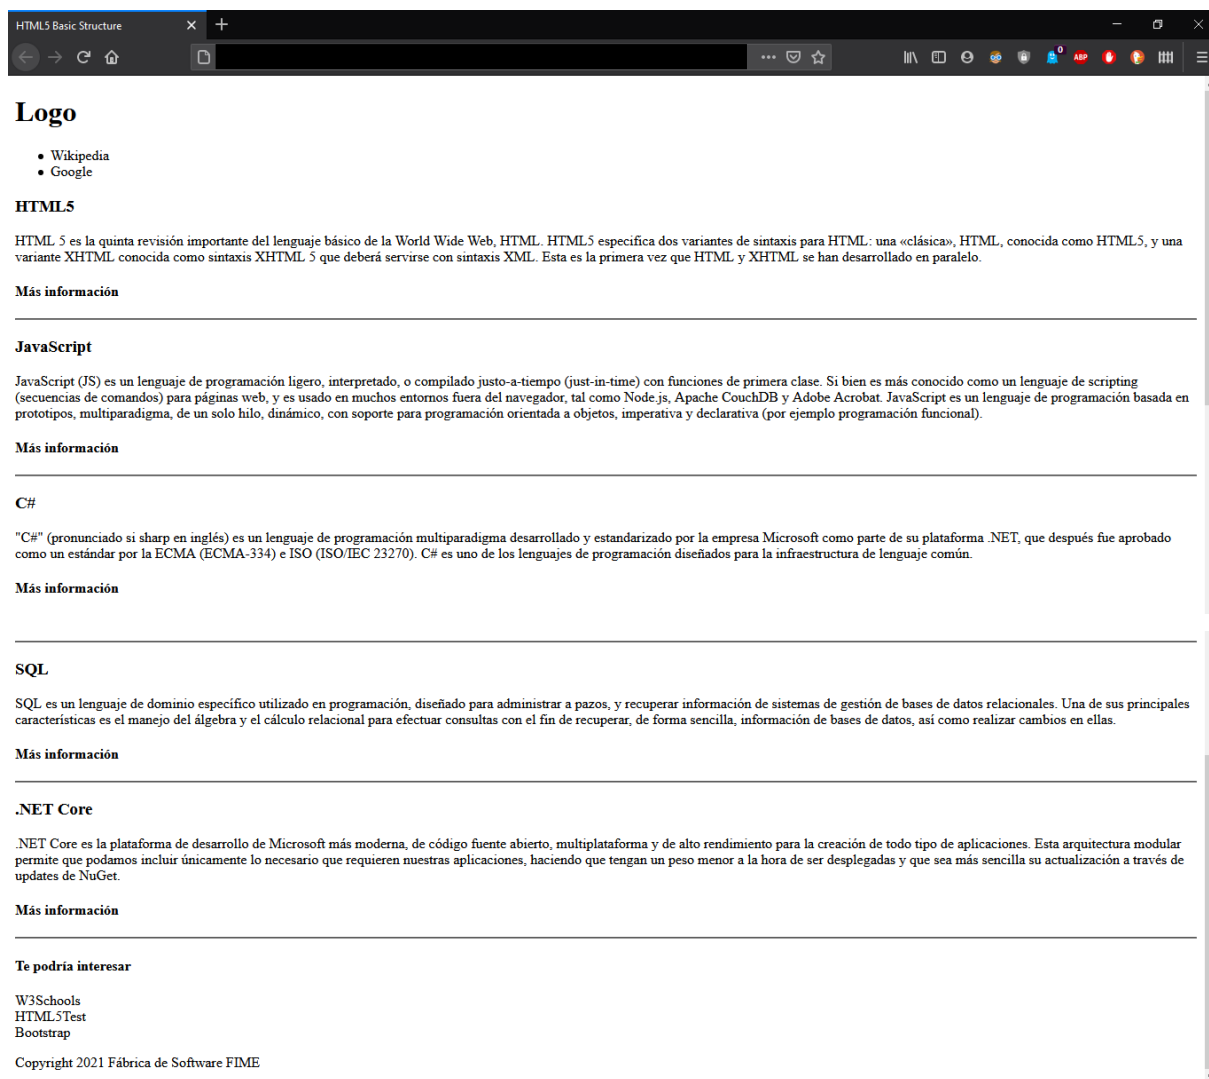 HTML5 Basic Structure
0
ABP
Logo
Wikipedia
Google
HTML5
HTML 5 es la quinta revisión importante del lenguaje básico de la World Wide Web, HTML. HTML5 especifica dos variantes de sintaxis para HTML: una «clásica», HTML, conocida como HTML5, y una
variante XHTML conocida como sintaxis XHTML 5 que deberá servirse con sintaxis XML. Esta es la primera vez que HTML y XHTML se han desarrollado en paralelo.
Más información
JavaScript
JavaScript (JS) es un lenguaje de programación ligero, interpretado, o compilado justo-a-tiempo (just-in-time) con funciones de primera clase. Si bien es más conocido como un lenguaje de scripting
(secuencias de comandos) para páginas web, y es usado en muchos entornos fuera del navegador, tal como Node.js, Apache CouchDB y Adobe Acrobat. JavaScript es un lenguaje de programación basada en
prototipos, multiparadigma, de un solo hilo, dinámico, con soporte para programación orientada a objetos, imperativa y declarativa (por ejemplo programación funcional).
Más información
C#
"C#" (pronunciado si sharp en inglés) es un lenguaje de programación multiparadigma desarrollado y estandarizado por la empresa Microsoft como parte de su plataforma .NET, que después fue aprobado
como un estándar por la ECMA (ECMA-334) e ISO (ISO/IEC 23270). C# es uno de los lenguajes de programación diseñados para la infraestructura de lenguaje común.
Más información
SQL
SQL es un lenguaje de dominio específico utilizado en programación, diseñado para administrar a pazos, y recuperar información de sistemas de gestión de bases de datos relacionales. Una de sus principales
características es el manejo del álgebra y el cálculo relacional para efectuar consultas con el fin de recuperar, de forma sencilla, información de bases de datos, así como realizar cambios en ellas.
Más información
.NET Core
.NET Core es la plataforma de desarrollo de Microsoft más moderna, de código fuente abierto, multiplataforma y de alto rendimiento para la creación de todo tipo de aplicaciones. Esta arquitectura modular
permite que podamos incluir únicamente lo necesario que requieren nuestras aplicaciones, haciendo que tengan un peso menor a la hora de ser desplegadas y que sea más sencilla su actualización a través de
updates de NuGet.
Más información
Te podría interesar
W3Schools
HTML5Test
Bootstrap
Copyright 2021 Fábrica de Software FIME